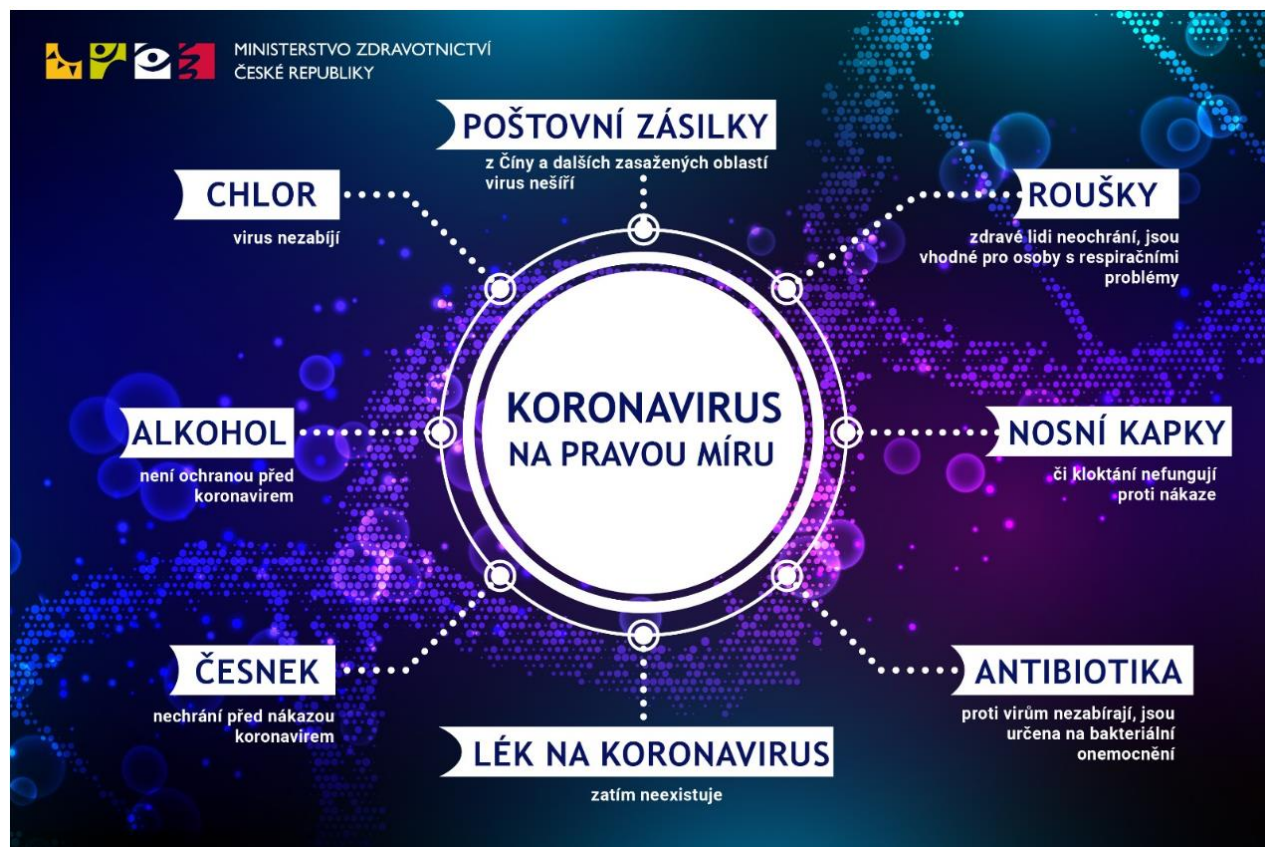 MINISTERSTVO ZDRAVOTNICTVÍ
ČESKÉ REPUBLIKY
POŠTOVNÍ ZÁSILKY
z Číny a dalších zasažených oblastí
virus nešíří
CHLOR
virus nezabíjí
ROUŠKY
zdravé lidi neochrání, jsou
vhodné pro osoby s respiračními
problémy
KORONAVIRUS
NA PRAVOU MÍRU
ALKOHOL
není ochranou před
koronavirem
NOSNÍ KAPKY
či kloktání nefungují
proti nákaze
ČESNEK
nechrání před nákazou
koronavirem
ANTIBIOTIKA
proti virům nezabírají, jsou
určena na bakteriální
onemocnění
LÉK NA KORONAVIRUS
zatím neexistuje